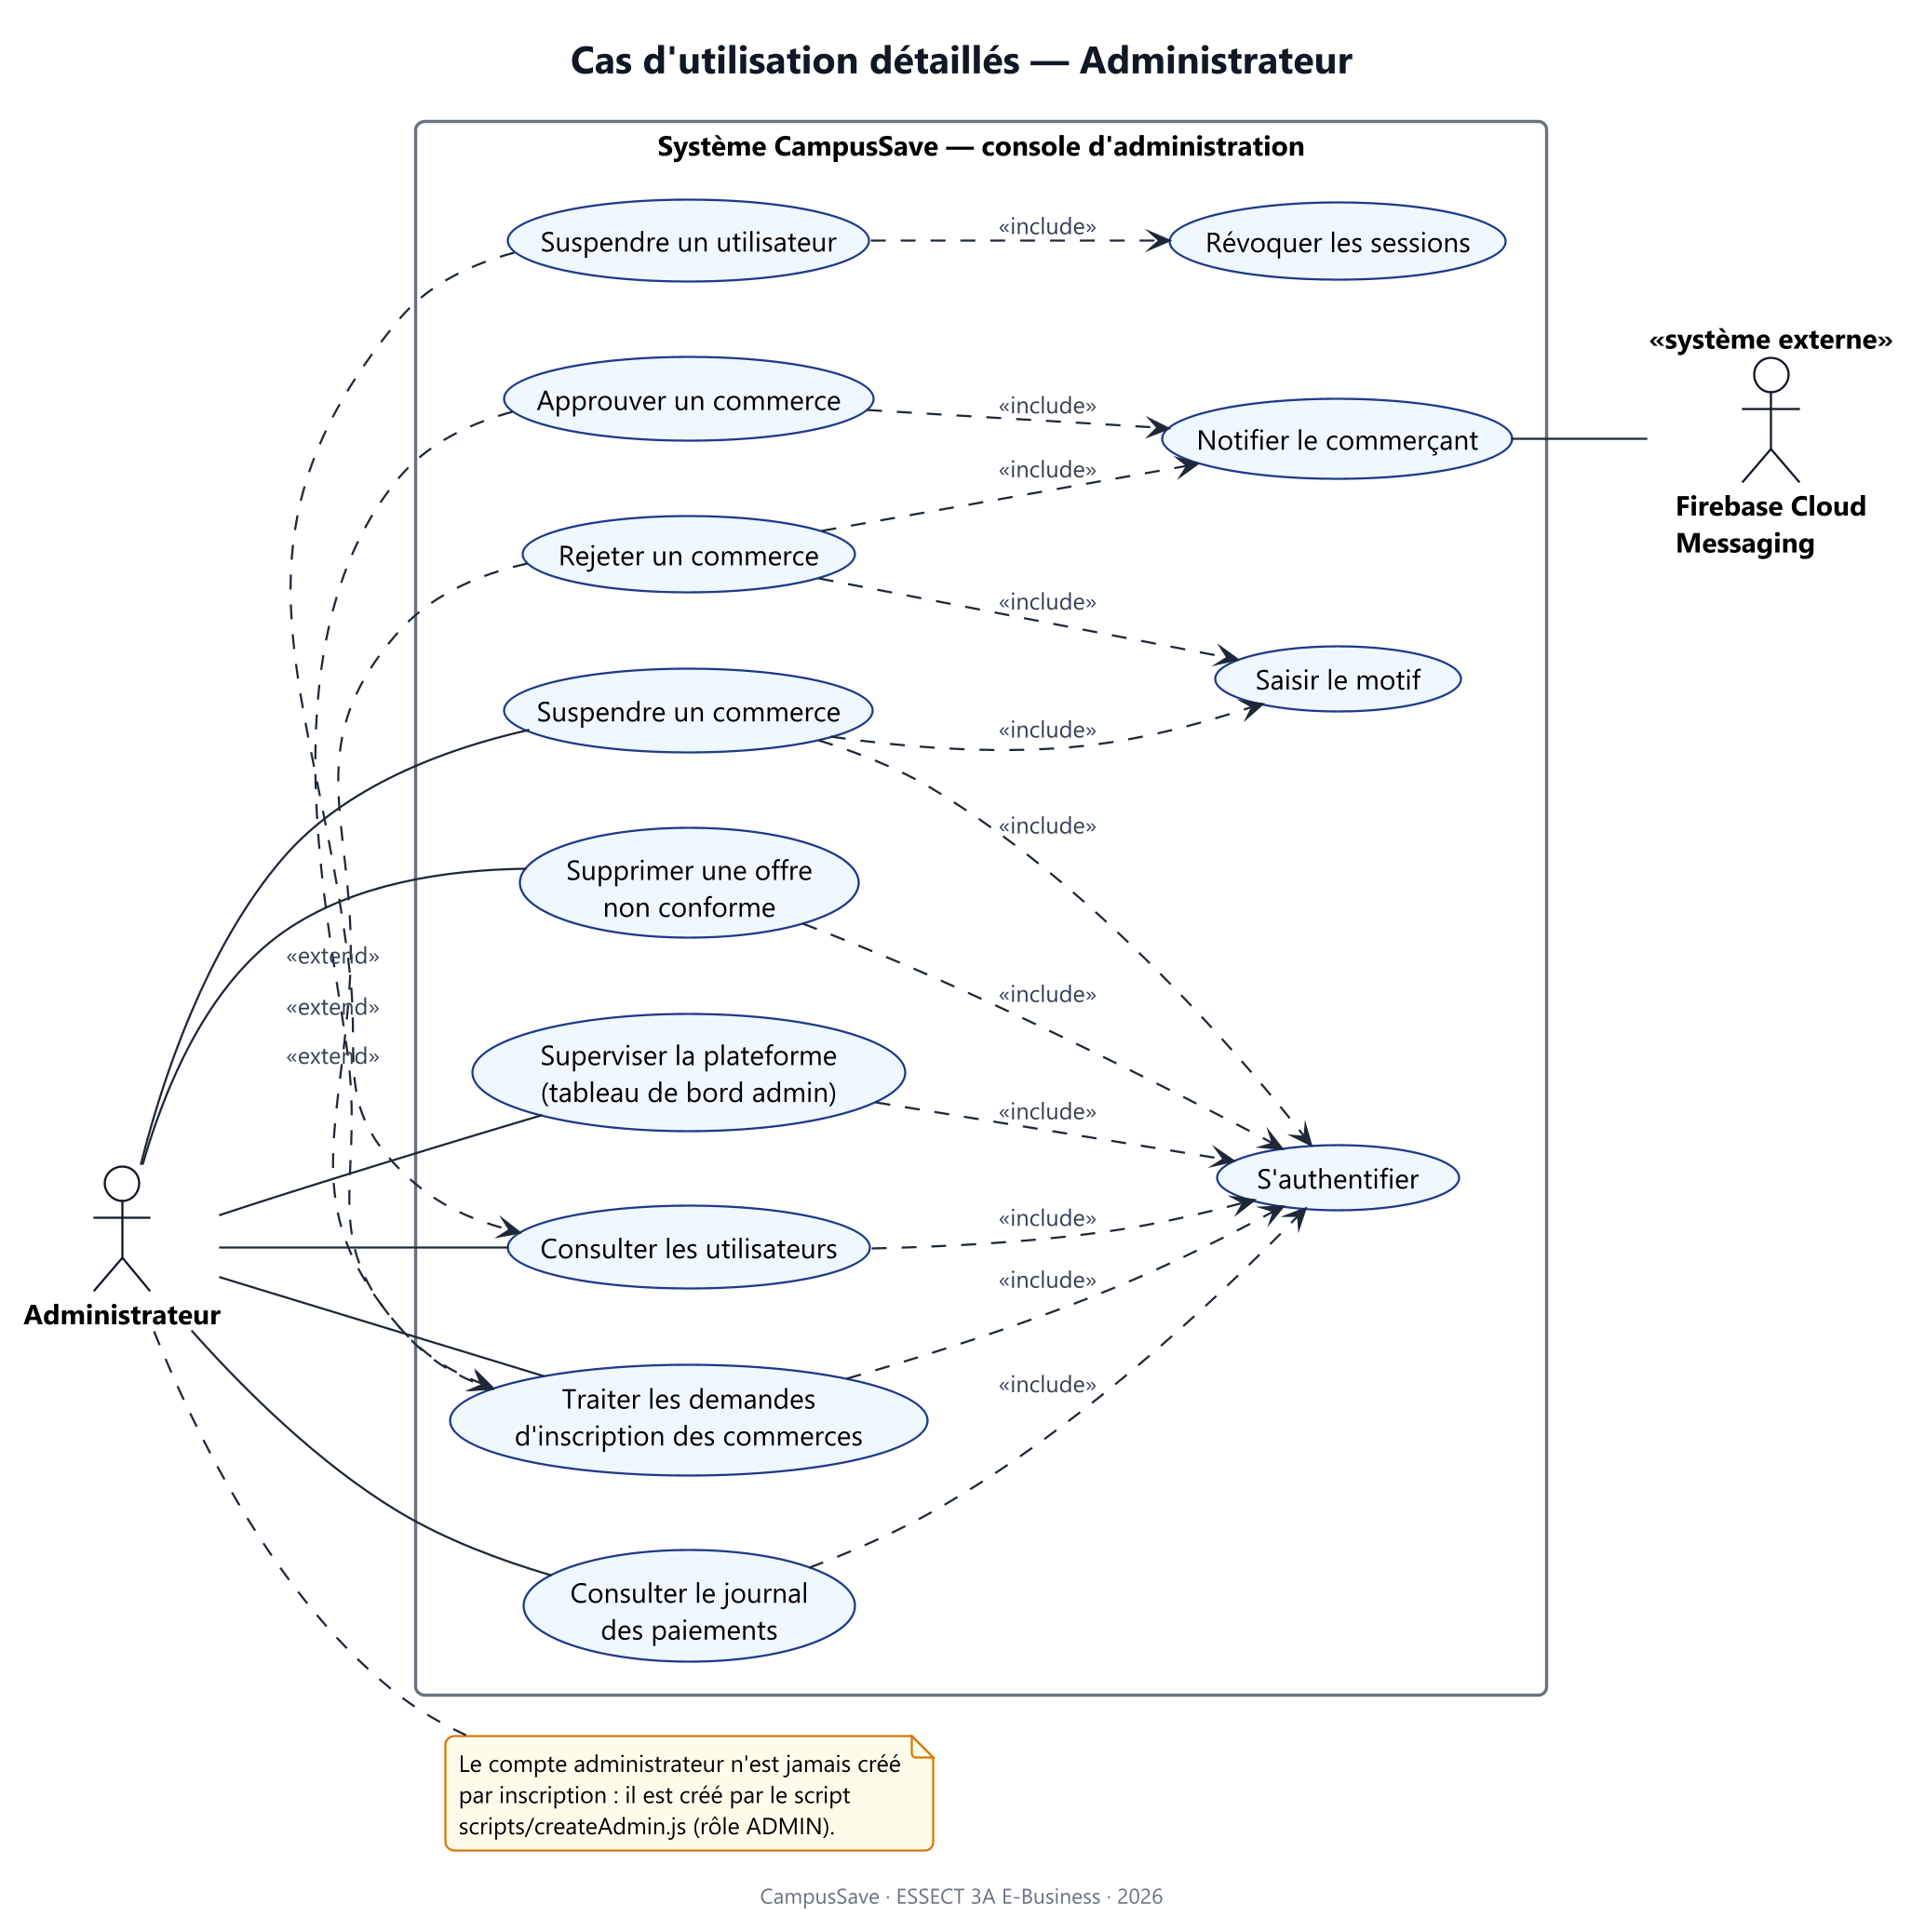 Cas d'utilisation détaillés — Administrateur
Système CampusSave — console d'administration
Suspendre un utilisateur
«include»
Révoquer les sessions
«système externe»
Approuver un commerce
«include»
Notifier le commerçant
«include»
Firebase Cloud
Messaging
Rejeter un commerce
«include»
Saisir le motif
Suspendre un commerce
«include»
«include»
Supprimer une offre
non conforme
«extend»
«include»
«extend»
Superviser la plateforme
(tableau de bord admin)
«extend»
«include»
S'authentifier
Consulter les utilisateurs
«include»
«include»
Administrateur
Traiter les demandes
d'inscription des commerces
«include»
Consulter le journal
des paiements
Le compte administrateur n'est jamais créé
par inscription : il est créé par le script
scripts/createAdmin.js (rôle ADMIN).
CampusSave · ESSECT 3A E-Business · 2026